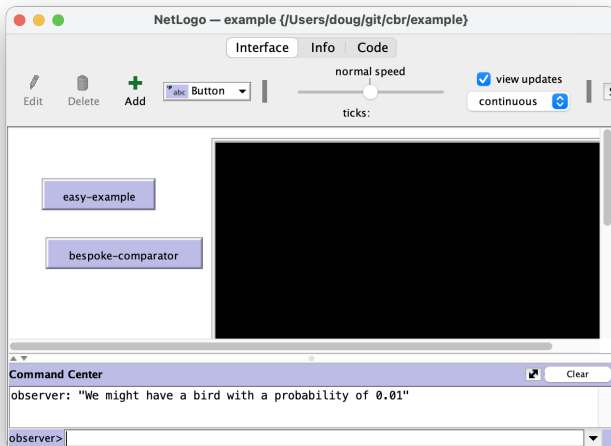 NetLogo — example {/Users/doug/git/cbr/example}
Interface Info Code
normal speed
view updates
Edit Delete Add abc Button continuous
ticks:
easy-example
bespoke-comparator
Command Center Clear
observer: "We might have a bird with a probability of 0.01"
observer>